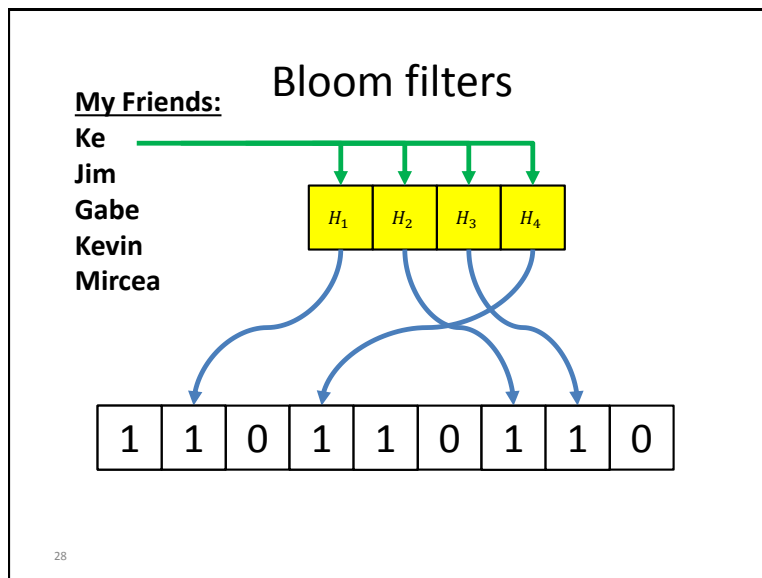 Bloom filters
My Friends:
Ke
Jim
Gabe
Kevin
Mircea
H₁ H₂ H₃ H₄
1 1 0 1 1 0 1 1 0
28